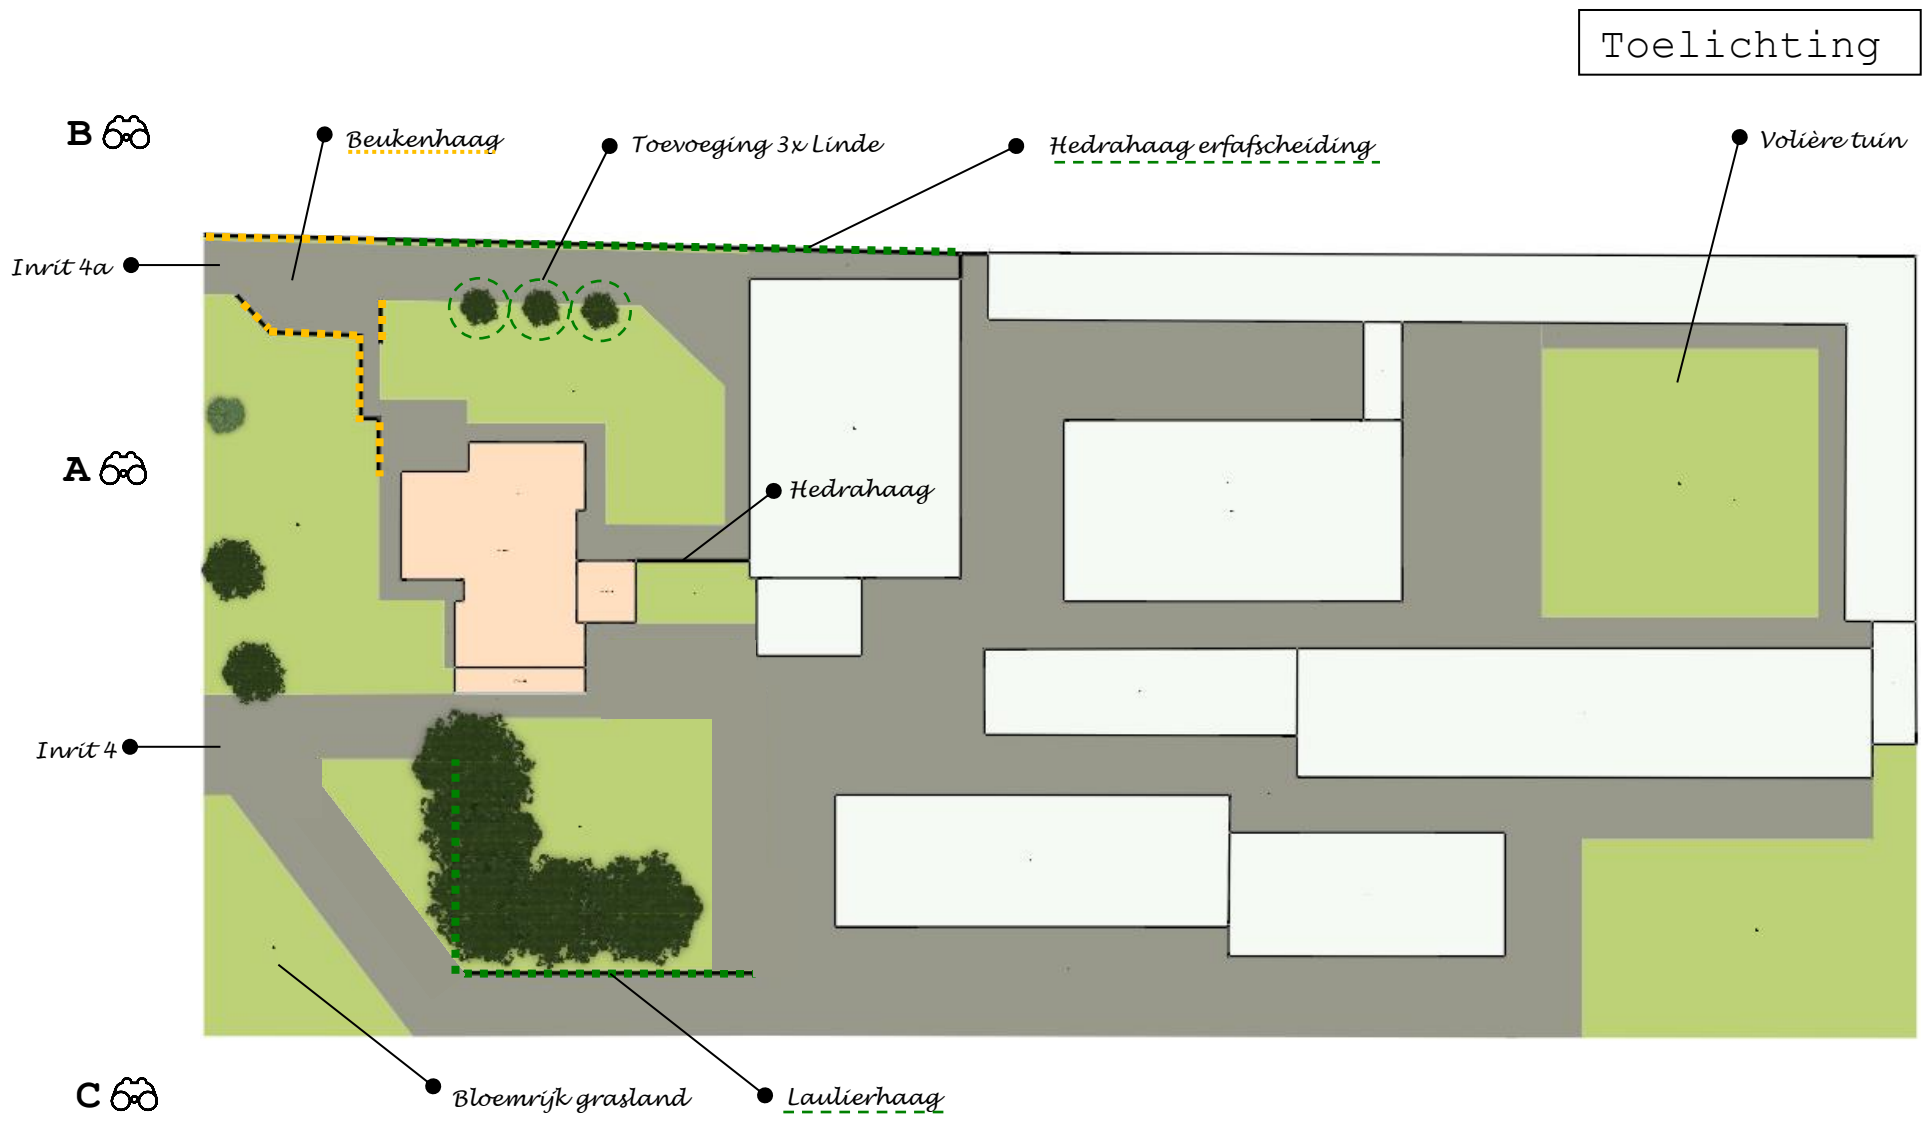 Toelichting
B
Beukenhaag
Toevoeging 3x Linde
Hedrahaag erfafscheiding
Volière tuin
Inrit 4a
A
Hedrahaag
Inrit 4
C
Bloemrijk grasland
Laulierhaag